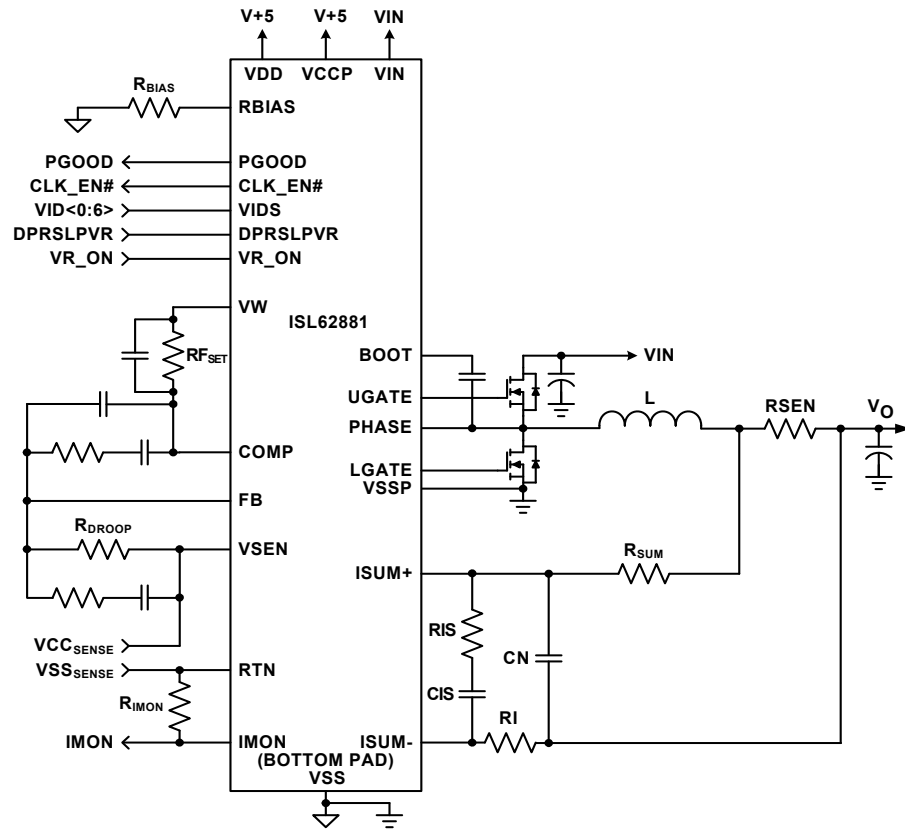 V+5 V+5 VIN
VDD VCCP VIN
RBIAS
RBIAS
PGOOD PGOOD
CLK_EN# CLK_EN#
VID<0:6> VIDS
DPRSLPVR DPRSLPVR
VR_ON VR_ON
VW
ISL62881
RFSET
BOOT VIN
UGATE
L RSEN VO
PHASE
COMP
LGATE
VSSP
FB
RDROOP
VSEN
ISUM+ RSUM
RIS
CN
VCCSENSE
VSSSENSE RTN
CIS
RIMON
RI
IMON IMON ISUM-
(BOTTOM PAD)
VSS